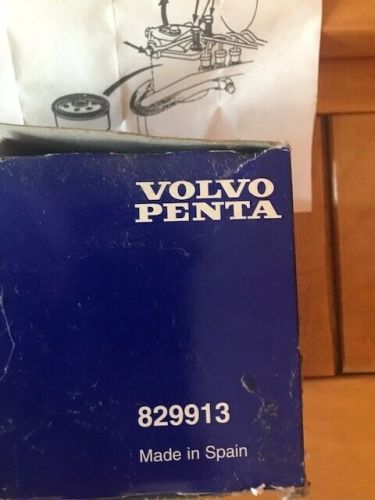 VOLVO
PENTA
829913
Made in Spain